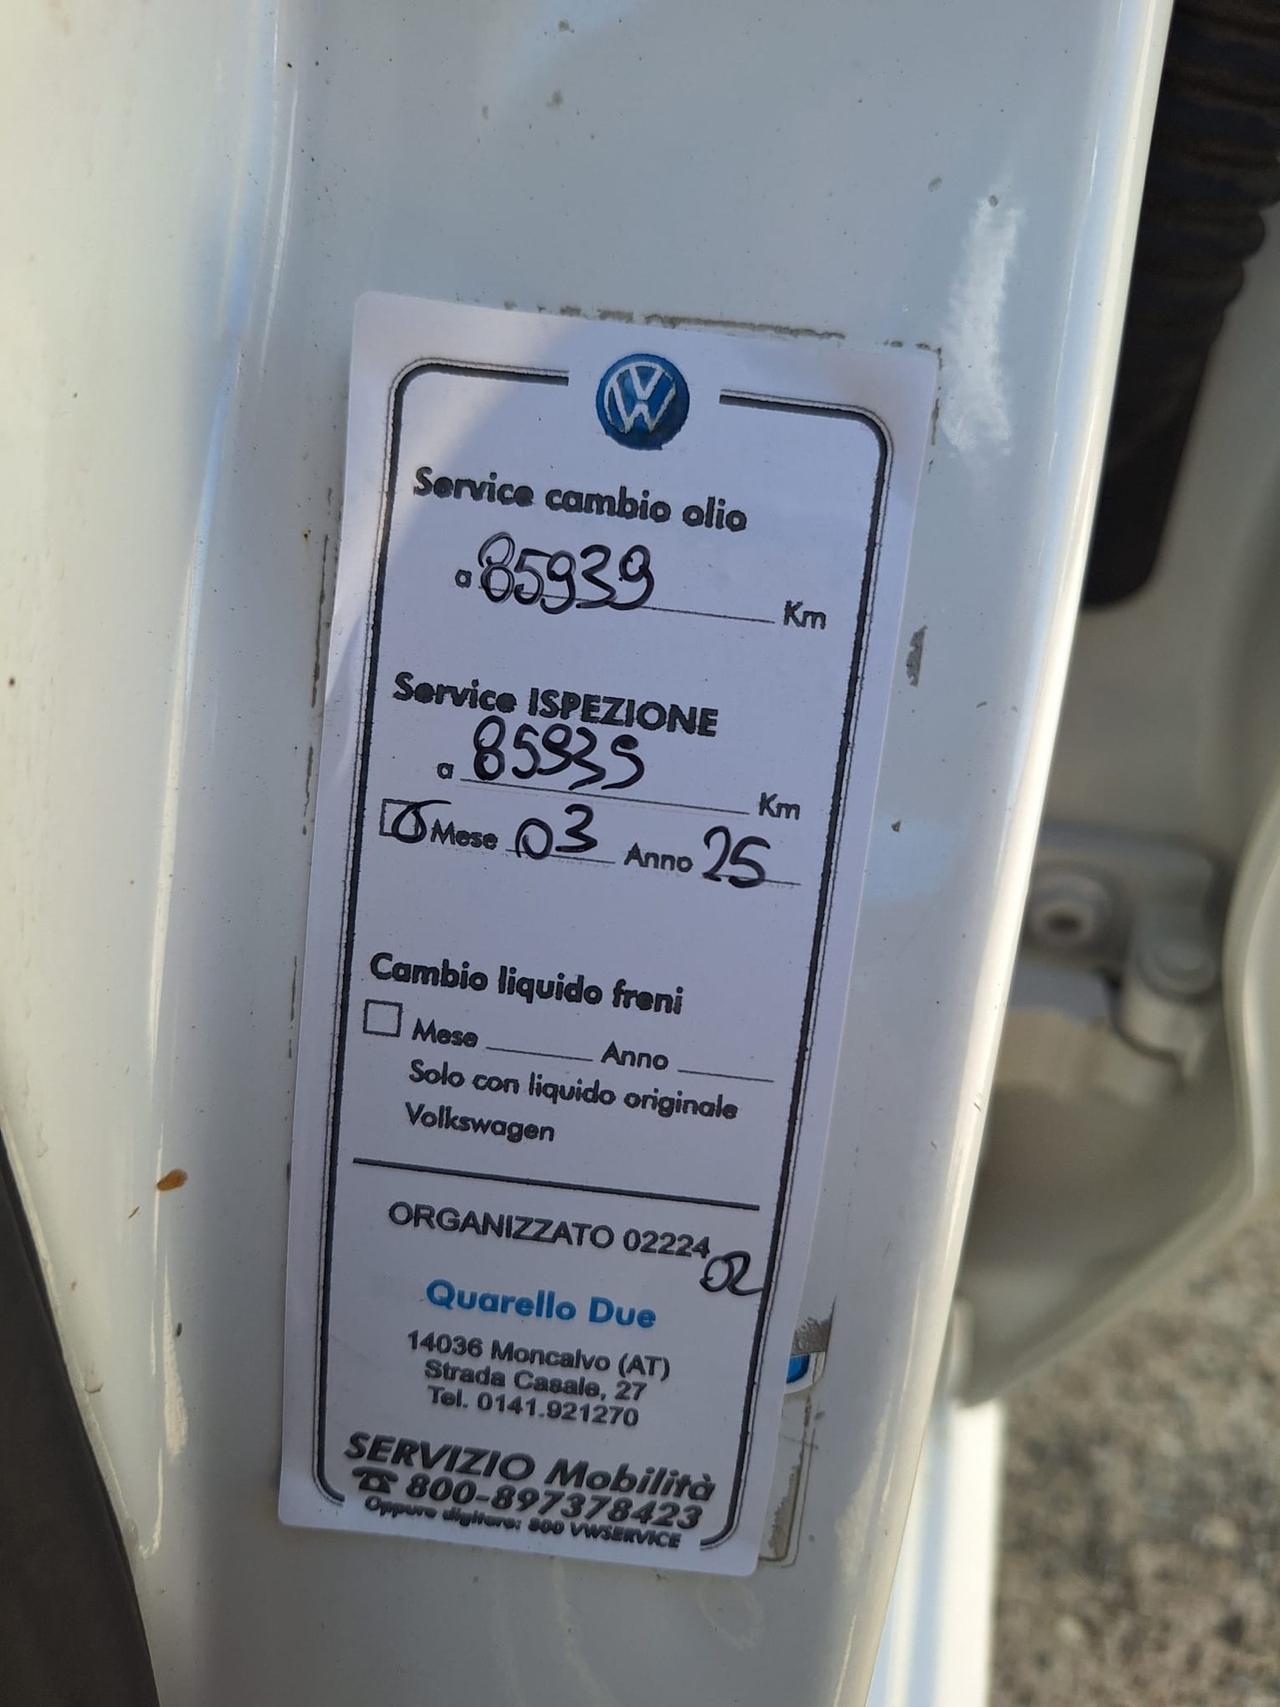 Service cambio olio
a 85939 Km
Service ISPEZIONE
a 85939 Km
Mese 03 Anno 25
Cambio liquido freni
Mese ______ Anno ______
Solo con liquido originale
Volkswagen
ORGANIZZATO 02224
02
Quarello Due
14036 Moncalvo (AT)
Strada Casale, 27
Tel. 0141.921270
SERVIZIO Mobilità
☎ 800-897378423
Oppure digitare: 800 VWSERVICE